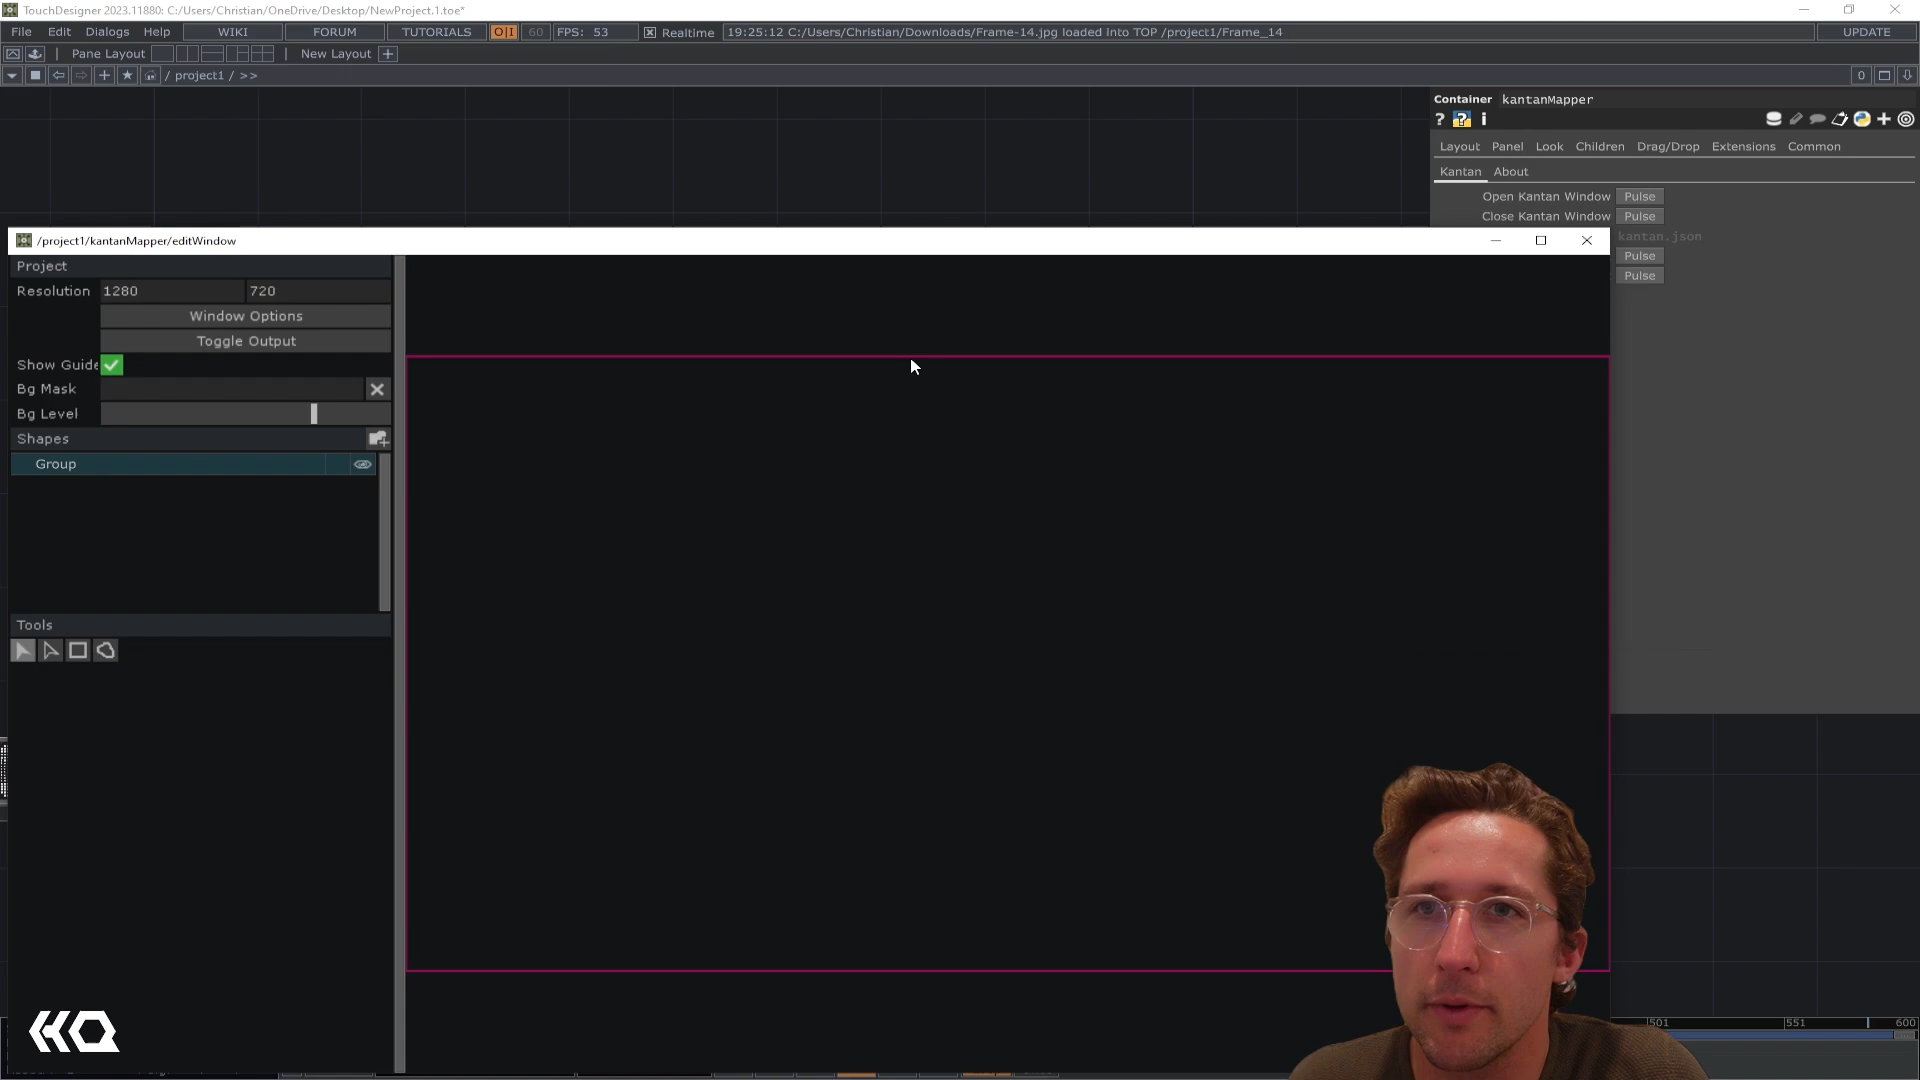 TouchDesigner 2023.11880: C:/Users/Christian/OneDrive/Desktop/NewProject.1.toe*
File Edit Dialogs Help WIKI FORUM TUTORIALS O|I 60 FPS: 53 Realtime 19:25:12 C:/Users/Christian/Downloads/Frame-14.jpg loaded into TOP /project1/Frame_14 UPDATE
Pane Layout New Layout +
/ project1 / >> 0
Container kantanMapper
? ? i
Layout Panel Look Children Drag/Drop Extensions Common
Kantan About
Open Kantan Window Pulse
Close Kantan Window Pulse
kantan.json
Pulse
Pulse
/project1/kantanMapper/editWindow
Project
Resolution 1280 720
Window Options
Toggle Output
Show Guide
Bg Mask
Bg Level
Shapes
Group
Tools
HQ
501 551 600